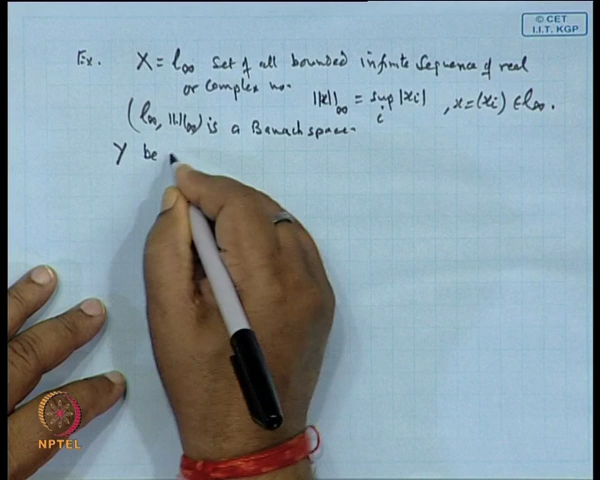 © CET
I.I.T. KGP
Ex. X = l∞ set of all bounded infinite sequence of real
or complex no.
||x||∞ = sup |xi| , x = (xi) ∈ l∞.
i
(l∞, ||.||∞) is a Banach space.
Y be
NPTEL